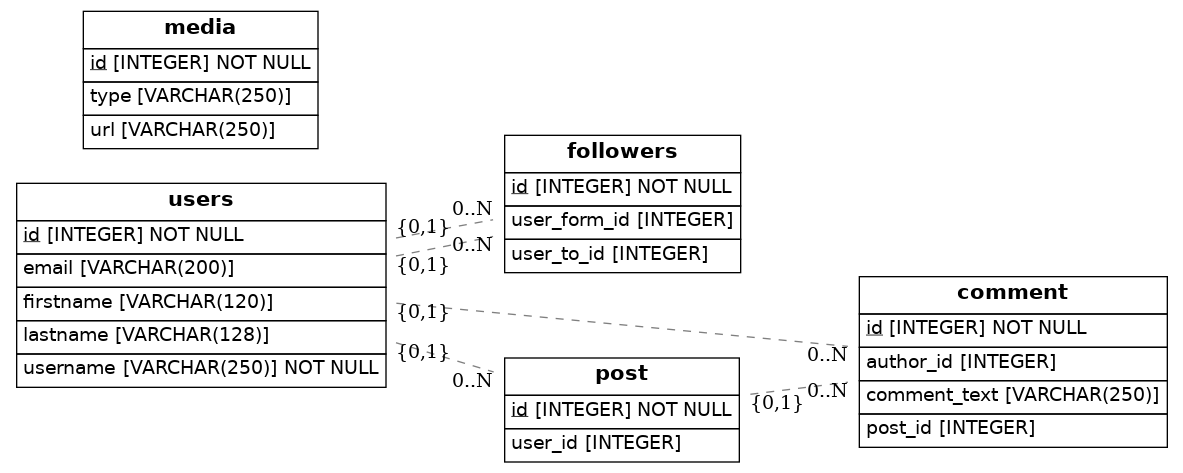 media
id [INTEGER] NOT NULL
type [VARCHAR(250)]
url [VARCHAR(250)]
users
id [INTEGER] NOT NULL
email [VARCHAR(200)]
firstname [VARCHAR(120)]
lastname [VARCHAR(128)]
username [VARCHAR(250)] NOT NULL
{0,1}
0..N
{0,1}
0..N
{0,1}
0..N
{0,1}
0..N
followers
id [INTEGER] NOT NULL
user_form_id [INTEGER]
user_to_id [INTEGER]
post
id [INTEGER] NOT NULL
user_id [INTEGER]
{0,1}
0..N
comment
id [INTEGER] NOT NULL
author_id [INTEGER]
comment_text [VARCHAR(250)]
post_id [INTEGER]